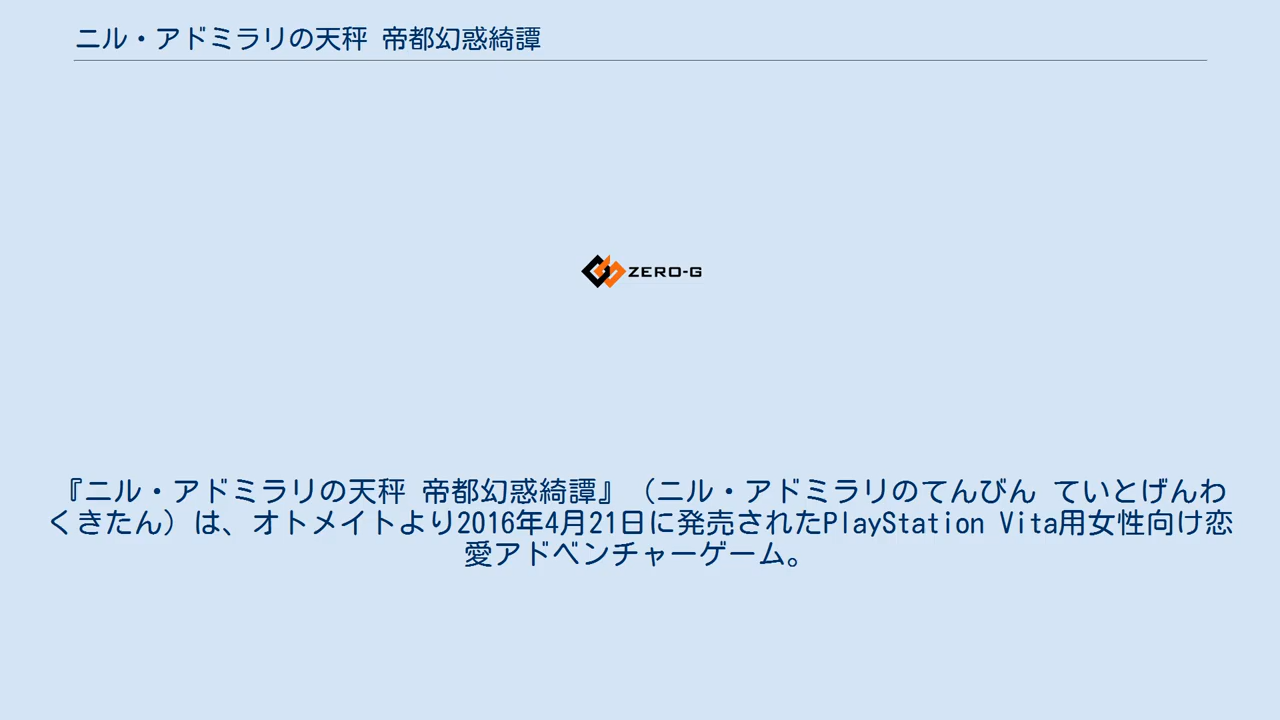 ニル・アドミラリの天秤 帝都幻惑綺譚
ZERO-G
『ニル・アドミラリの天秤 帝都幻惑綺譚』（ニル・アドミラリのてんびん ていとげんわ
くきたん）は、オトメイトより2016年4月21日に発売されたPlayStation Vita用女性向け恋
愛アドベンチャーゲーム。